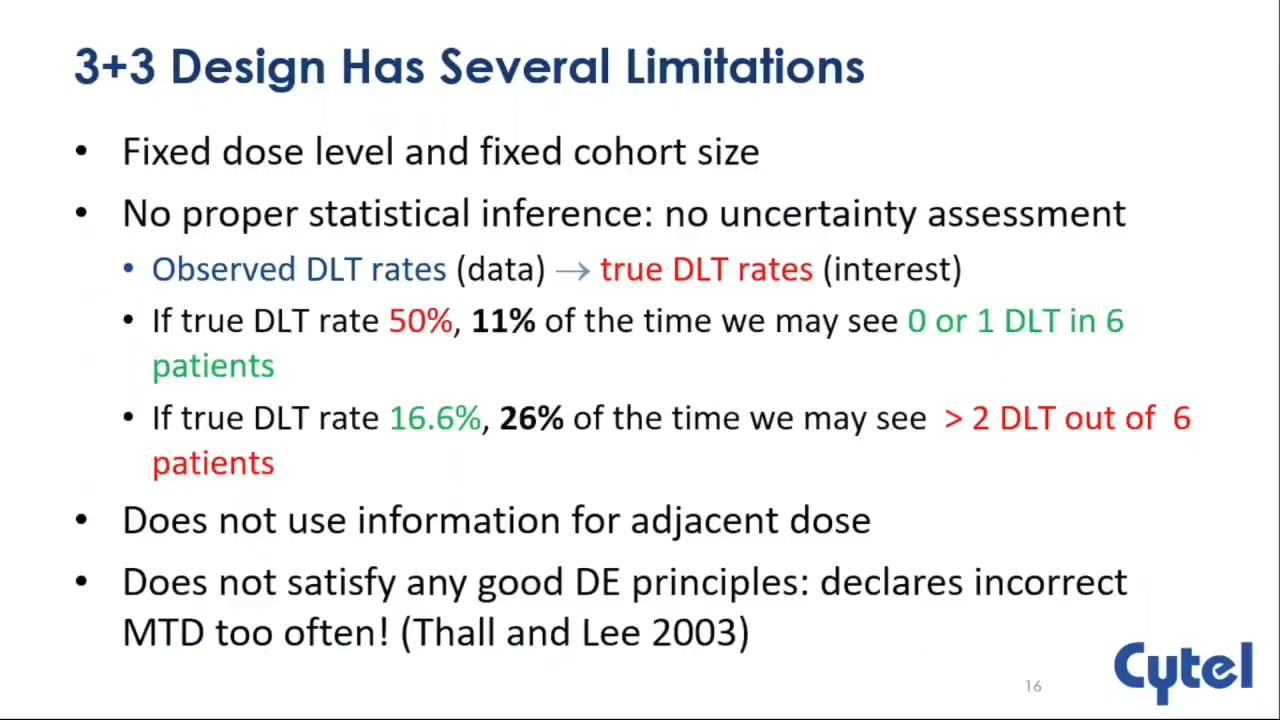 3+3 Design Has Several Limitations
• Fixed dose level and fixed cohort size
• No proper statistical inference: no uncertainty assessment
• Observed DLT rates (data) → true DLT rates (interest)
• If true DLT rate 50%, 11% of the time we may see 0 or 1 DLT in 6
patients
• If true DLT rate 16.6%, 26% of the time we may see > 2 DLT out of 6
patients
• Does not use information for adjacent dose
• Does not satisfy any good DE principles: declares incorrect
MTD too often! (Thall and Lee 2003)
16
Cytel